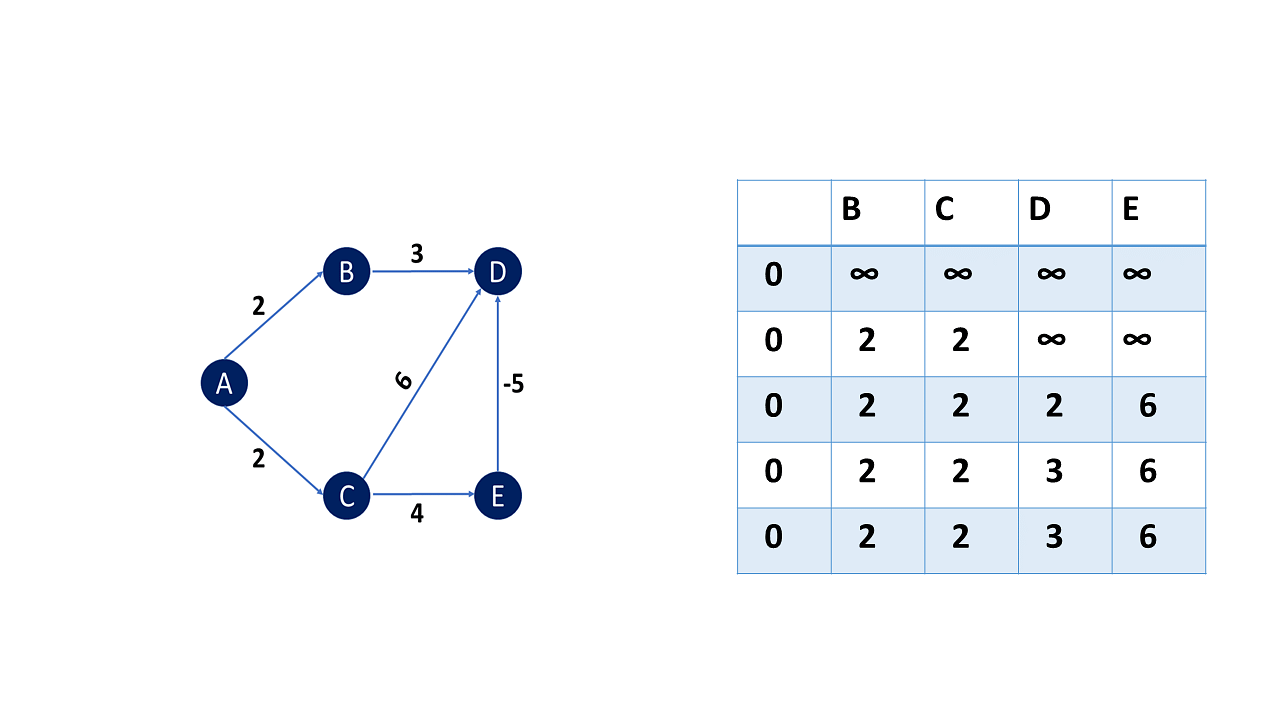 3
B D
2
A
6
-5
2
C E
4
B C D E
0 ∞ ∞ ∞ ∞
0 2 2 ∞ ∞
0 2 2 2 6
0 2 2 3 6
0 2 2 3 6